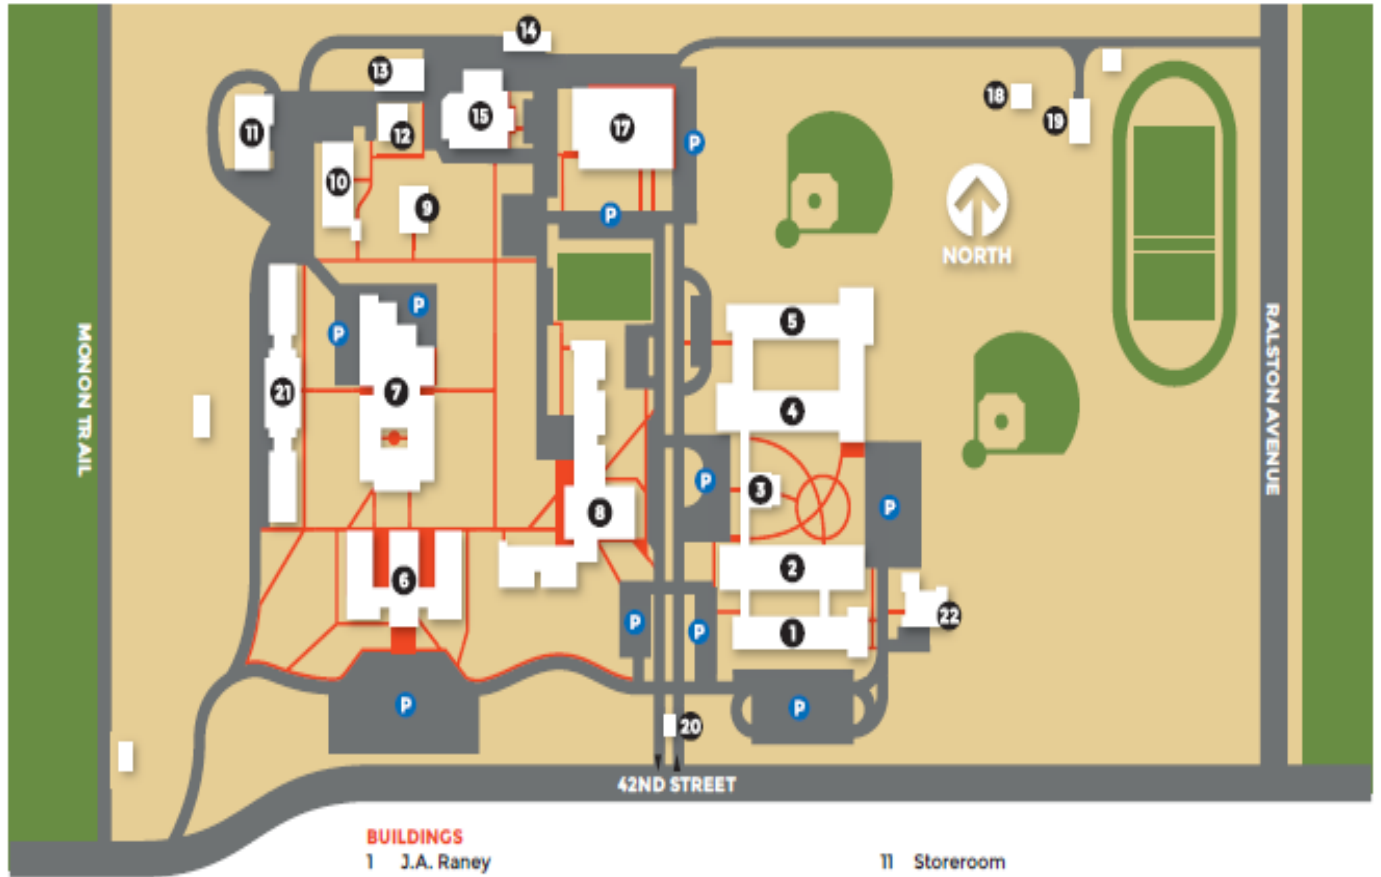 14
13
15
11
12
17
P
18
19
10
9
P
NORTH
P
P
5
MONON TRAIL
RALSTON AVENUE
21
7
4
P
3
P
8
6
2
P
P
1
22
P
P
20
42ND STREET
BUILDINGS
1 J.A. Raney
11 Storeroom